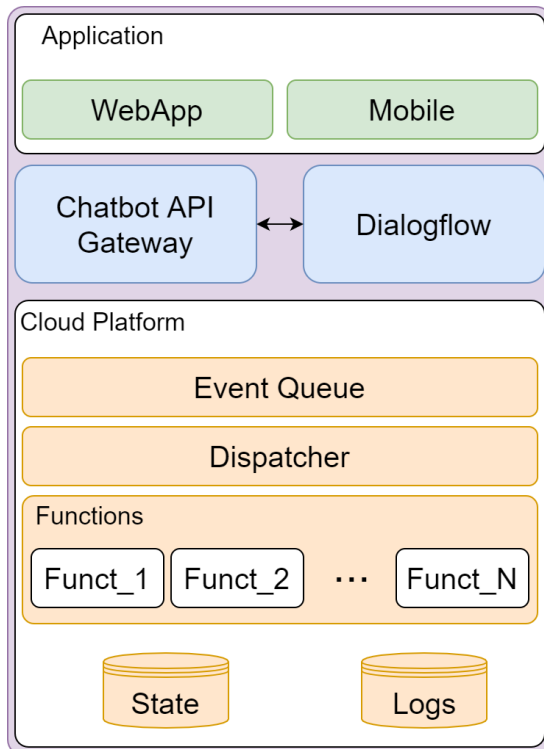 Application
WebApp
Mobile
Chatbot API
Gateway
Dialogflow
Cloud Platform
Event Queue
Dispatcher
Functions
Funct_1
Funct_2
...
Funct_N
State
Logs